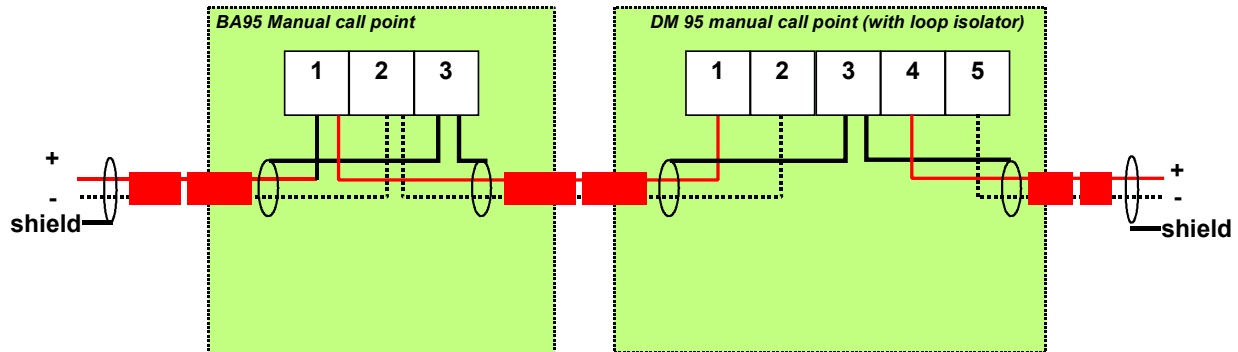 BA95 Manual call point
DM 95 manual call point (with loop isolator)
1 2 3
1 2 3 4 5
+
-
shield
+
-
shield